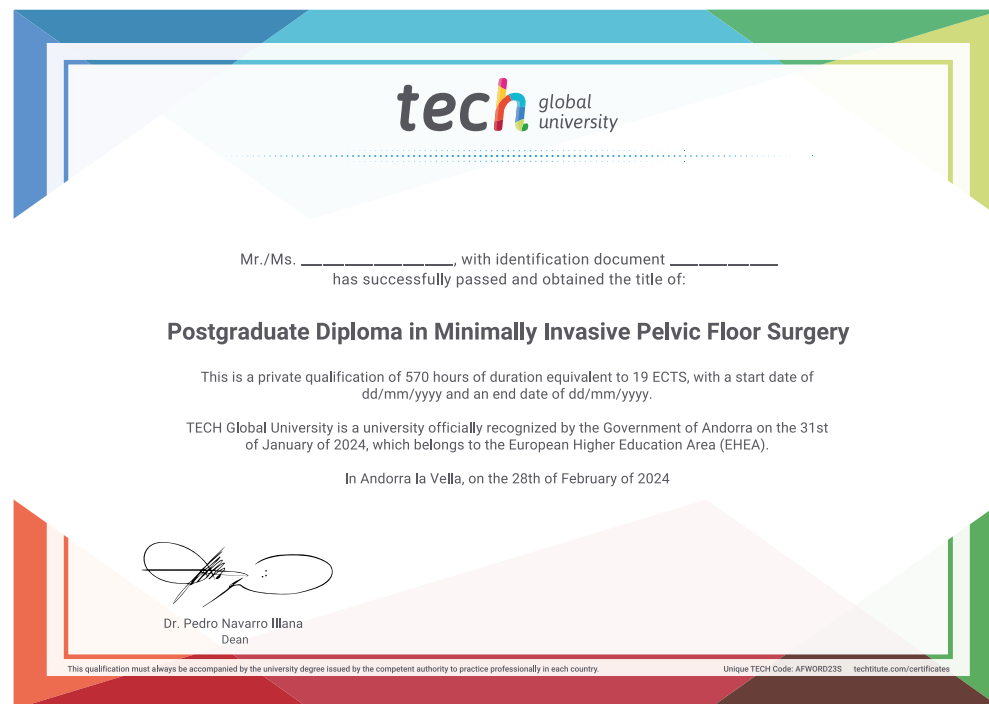 tech global
university
Mr./Ms. ________________, with identification document ____________
has successfully passed and obtained the title of:
Postgraduate Diploma in Minimally Invasive Pelvic Floor Surgery
This is a private qualification of 570 hours of duration equivalent to 19 ECTS, with a start date of
dd/mm/yyyy and an end date of dd/mm/yyyy.
TECH Global University is a university officially recognized by the Government of Andorra on the 31st
of January of 2024, which belongs to the European Higher Education Area (EHEA).
In Andorra la Vella, on the 28th of February of 2024
Dr. Pedro Navarro Illana
Dean
This qualification must always be accompanied by the university degree issued by the competent authority to practice professionally in each country.
Unique TECH Code: AFWORD23S techtitute.com/certificates